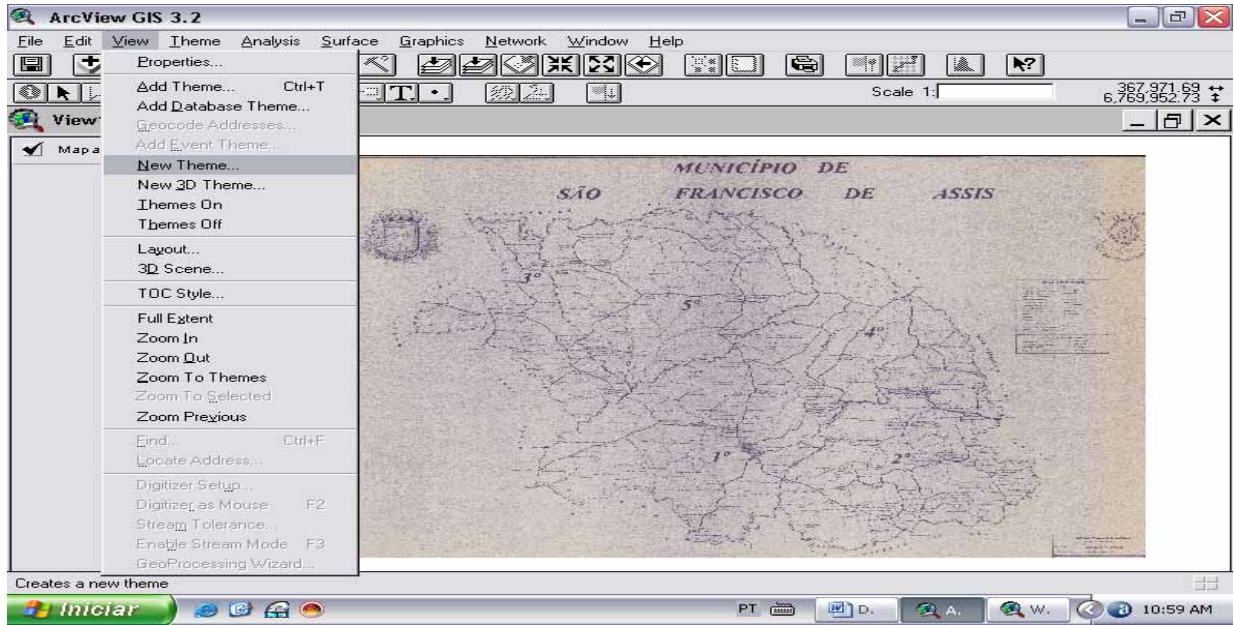 ArcView GIS 3.2
File Edit View Theme Analysis Surface Graphics Network Window Help
Scale 1:
367,971.69
6,769,952.73
View
Mapa
Properties...
Add Theme... Ctrl+T
Add Database Theme...
Geocode Addresses...
Add Event Theme...
New Theme...
New 3D Theme...
Themes On
Themes Off
Layout...
3D Scene...
TOC Style...
Full Extent
Zoom In
Zoom Out
Zoom To Themes
Zoom To Selected
Zoom Previous
Find... Ctrl+F
Locate Address...
Digitizer Setup...
Digitizer as Mouse F2
Stream Tolerance...
Enable Stream Mode F3
GeoProcessing Wizard...
MUNICÍPIO DE
SÃO FRANCISCO DE ASSIS
3º
5º
4º
1º
2º
Creates a new theme
Iniciar PT D. A. W. 10:59 AM